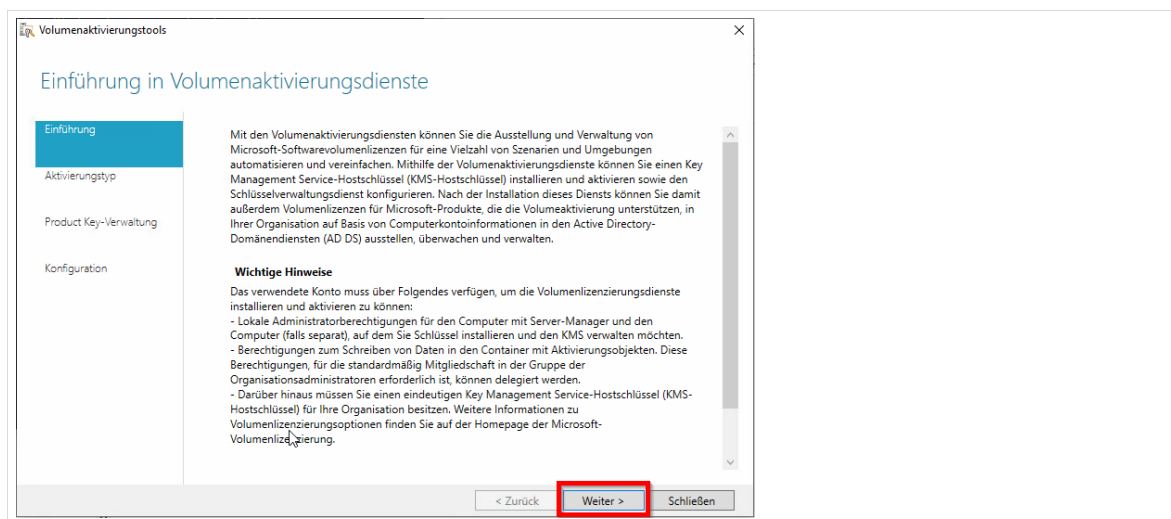 Volumenaktivierungstools
Einführung in Volumenaktivierungsdienste
Einführung
Aktivierungstyp
Product Key-Verwaltung
Konfiguration
Mit den Volumenaktivierungsdiensten können Sie die Ausstellung und Verwaltung von
Microsoft-Softwarevolumenlizenzen für eine Vielzahl von Szenarien und Umgebungen
automatisieren und vereinfachen. Mithilfe der Volumenaktivierungsdienste können Sie einen Key
Management Service-Hostschlüssel (KMS-Hostschlüssel) installieren und aktivieren sowie den
Schlüsselverwaltungsdienst konfigurieren. Nach der Installation dieses Diensts können Sie damit
außerdem Volumenlizenzen für Microsoft-Produkte, die die Volumeaktivierung unterstützen, in
Ihrer Organisation auf Basis von Computerkontoinformationen in den Active Directory-
Domänendiensten (AD DS) ausstellen, überwachen und verwalten.
Wichtige Hinweise
Das verwendete Konto muss über Folgendes verfügen, um die Volumenlizenzierungsdienste
installieren und aktivieren zu können:
- Lokale Administratorberechtigungen für den Computer mit Server-Manager und den
Computer (falls separat), auf dem Sie Schlüssel installieren und den KMS verwalten möchten.
- Berechtigungen zum Schreiben von Daten in den Container mit Aktivierungsobjekten. Diese
Berechtigungen, für die standardmäßig Mitgliedschaft in der Gruppe der
Organisationsadministratoren erforderlich ist, können delegiert werden.
- Darüber hinaus müssen Sie einen eindeutigen Key Management Service-Hostschlüssel (KMS-
Hostschlüssel) für Ihre Organisation besitzen. Weitere Informationen zu
Volumenlizenzierungsoptionen finden Sie auf der Homepage der Microsoft-
Volumenlizenzierung.
< Zurück
Weiter >
Schließen